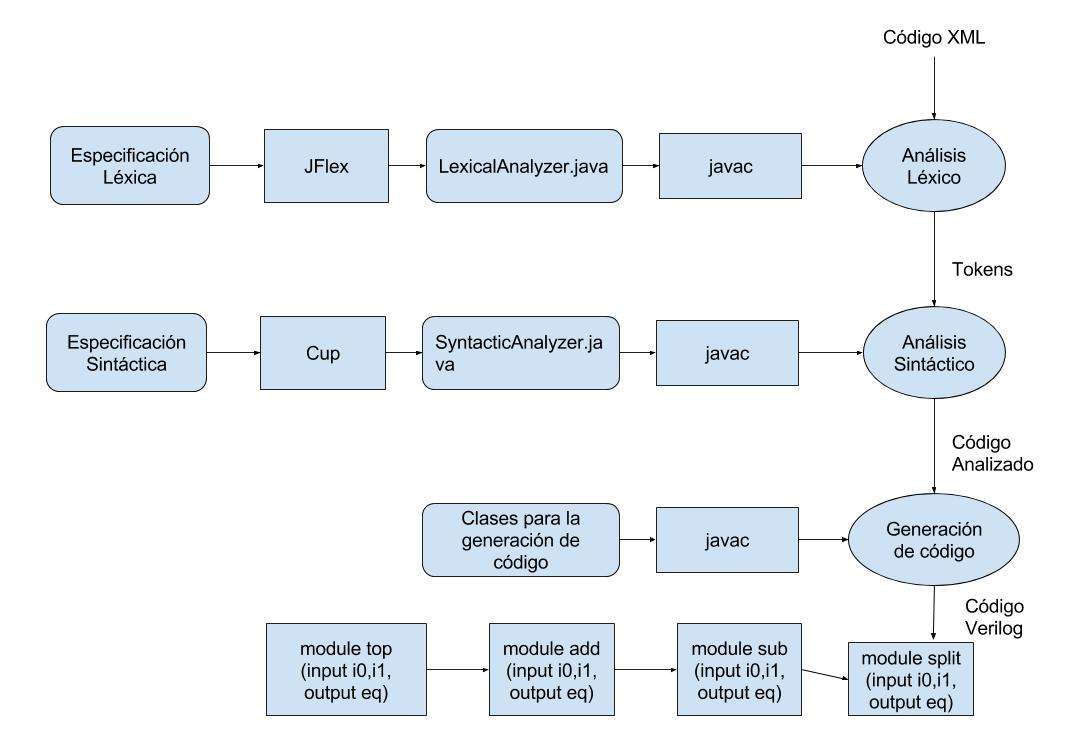 Código XML
Especificación
Léxica
JFlex
LexicalAnalyzer.java
javac
Análisis
Léxico
Tokens
Especificación
Sintáctica
Cup
SyntacticAnalyzer.ja
va
javac
Análisis
Sintáctico
Código
Analizado
Clases para la
generación de
código
javac
Generación
de código
Código
Verilog
module top
(input i0,i1,
output eq)
module add
(input i0,i1,
output eq)
module sub
(input i0,i1,
output eq)
module split
(input i0,i1,
output eq)